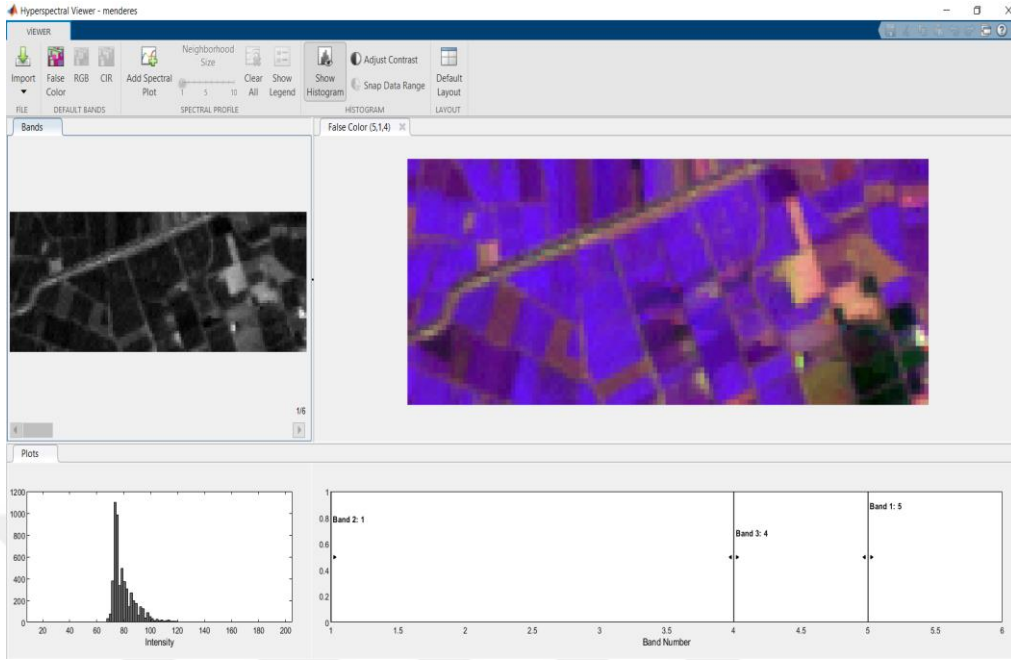 Hyperspectral Viewer - menderes
VIEWER
Import
False Color
RGB
CIR
Add Spectral Plot
Neighborhood Size
1 5 10
Clear All
Show Legend
Show Histogram
Adjust Contrast
Snap Data Range
Default Layout
FILE
DEFAULT BANDS
SPECTRAL PROFILE
HISTOGRAM
LAYOUT
Bands
False Color (5,1,4)
1/6
Plots
1200
1000
800
600
400
200
0
20 40 60 80 100 120 140 160 180 200
Intensity
1
0.8
0.6
0.4
0.2
0
Band 2: 1
Band 3: 4
Band 1: 5
1 1.5 2 2.5 3 3.5 4 4.5 5 5.5 6
Band Number